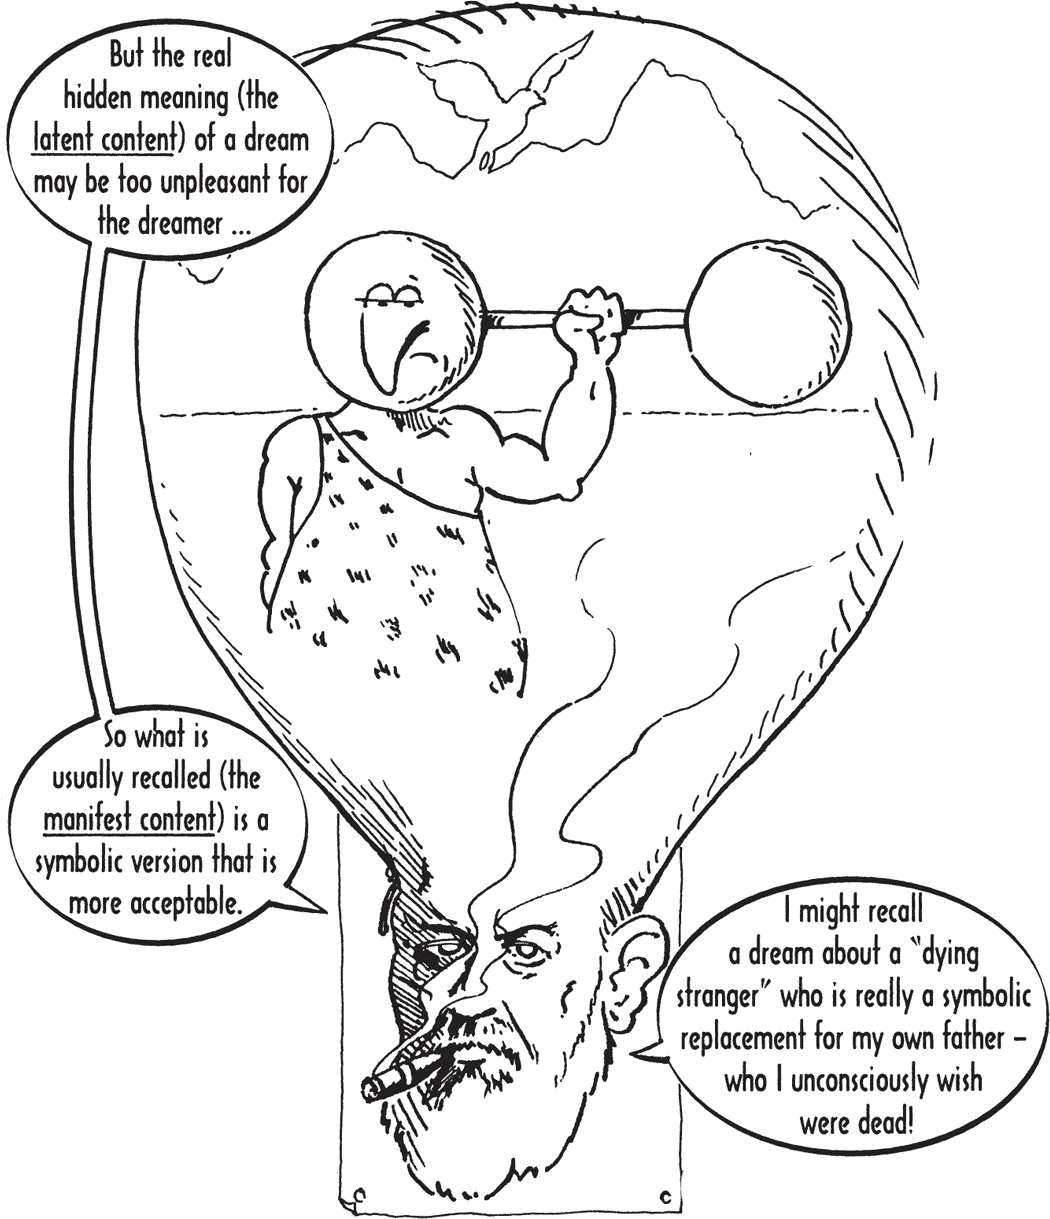 But the real
hidden meaning (the
latent content) of a dream
may be too unpleasant for
the dreamer ...
So what is
usually recalled (the
manifest content) is a
symbolic version that is
more acceptable.
I might recall
a dream about a “dying
stranger” who is really a symbolic
replacement for my own father –
who I unconsciously wish
were dead!